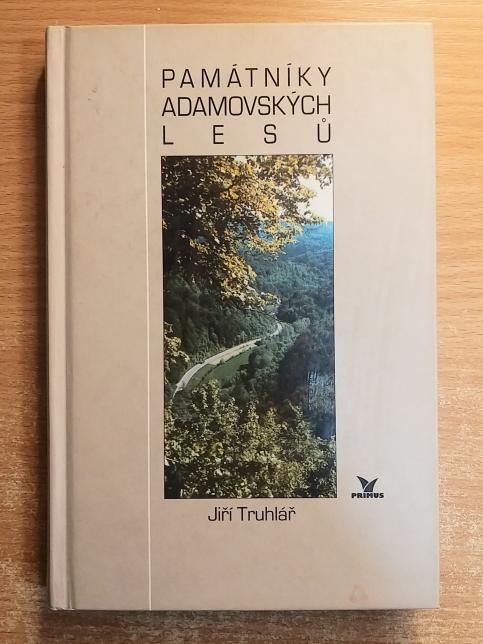 PAMÁTNÍKY
ADAMOVSKÝCH
LESŮ
PRIMUS
Jiří Truhlář